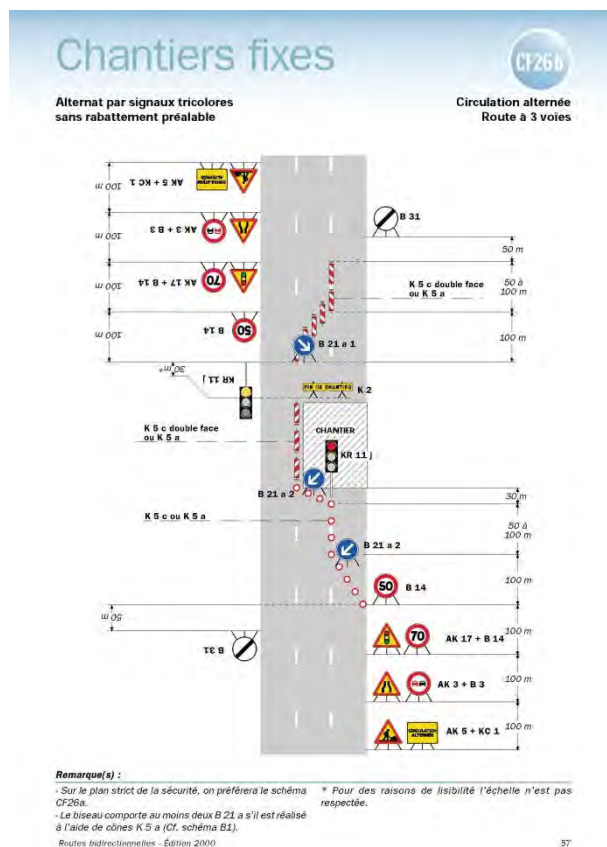 Chantiers fixes
CF26b
Alternat par signaux tricolores
sans rabattement préalable
Circulation alternée
Route à 3 voies
100 m
AK 5 + KC 1
CIRCULATION
ALTERNÉE
100 m
AK 3 + B 3
B 31
50 m
100 m
AK 17 + B 14
70
K 5 c double face
ou K 5 a
50 à
100 m
100 m
B 14
50
B 21 a 1
100 m
30 m*
KR 11 j
FIN DE CHANTIER
K 2
K 5 c double face
ou K 5 a
CHANTIER
KR 11 j
B 21 a 2
30 m
K 5 c ou K 5 a
50 à
100 m
B 21 a 2
100 m
50
B 14
50 m
B 31
70
AK 17 + B 14
100 m
AK 3 + B 3
100 m
CIRCULATION
ALTERNÉE
AK 5 + KC 1
100 m
Remarque(s) :
- Sur le plan strict de la sécurité, on préférera le schéma
CF26a.
- Le biseau comporte au moins deux B 21 a s'il est réalisé
à l'aide de cônes K 5 a (Cf. schéma B1).
* Pour des raisons de lisibilité l'échelle n'est pas
respectée.
Routes bidirectionnelles - Édition 2000
57